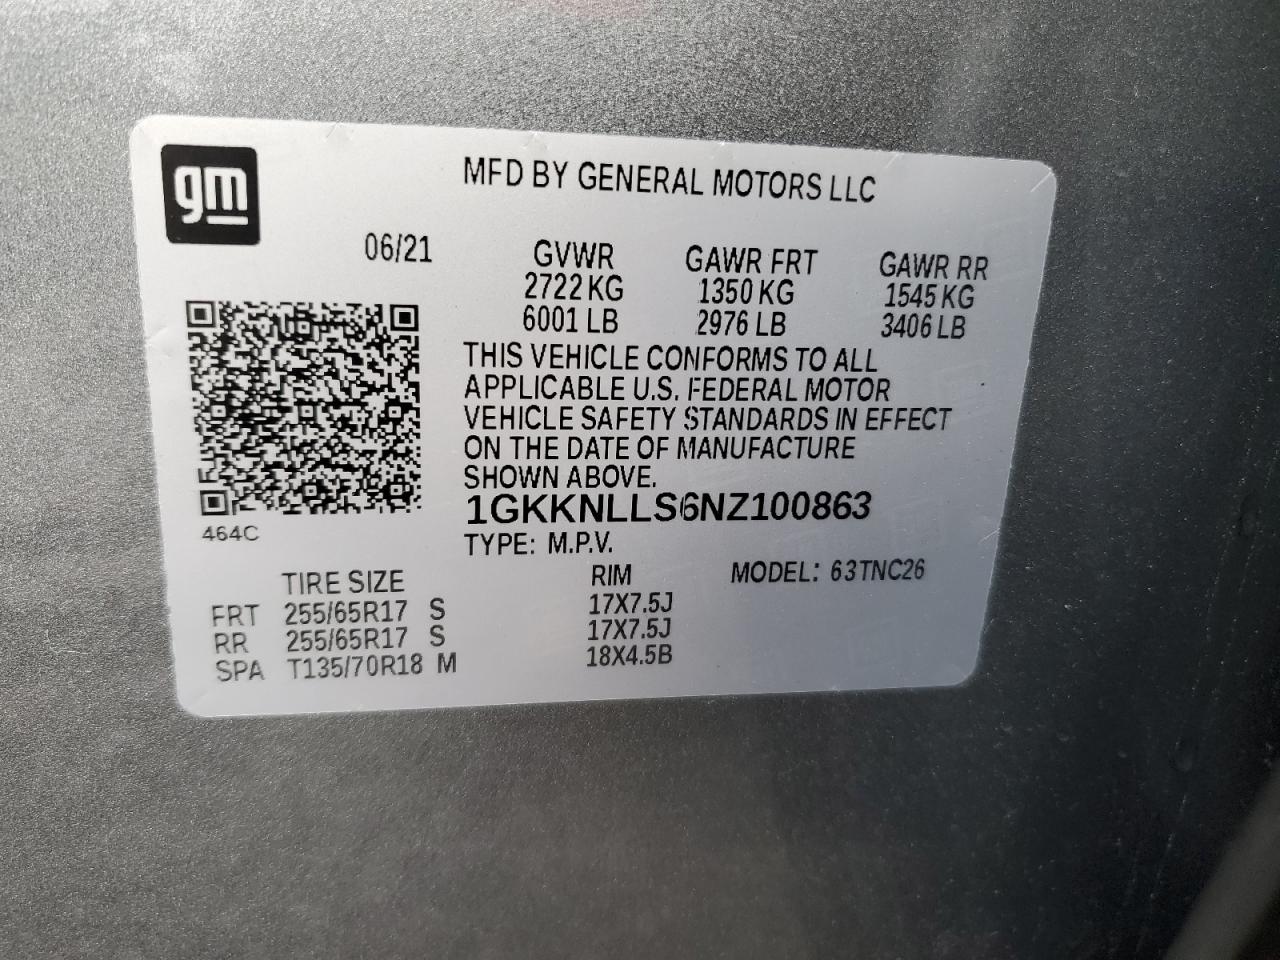 gm
MFD BY GENERAL MOTORS LLC
06/21 GVWR GAWR FRT GAWR RR
2722 KG 1350 KG 1545 KG
6001 LB 2976 LB 3406 LB
THIS VEHICLE CONFORMS TO ALL
APPLICABLE U.S. FEDERAL MOTOR
VEHICLE SAFETY STANDARDS IN EFFECT
ON THE DATE OF MANUFACTURE
SHOWN ABOVE.
1GKKNLLS6NZ100863
464C
TYPE: M.P.V.
TIRE SIZE RIM MODEL: 63TNC26
FRT 255/65R17 S 17X7.5J
RR 255/65R17 S 17X7.5J
SPA T135/70R18 M 18X4.5B